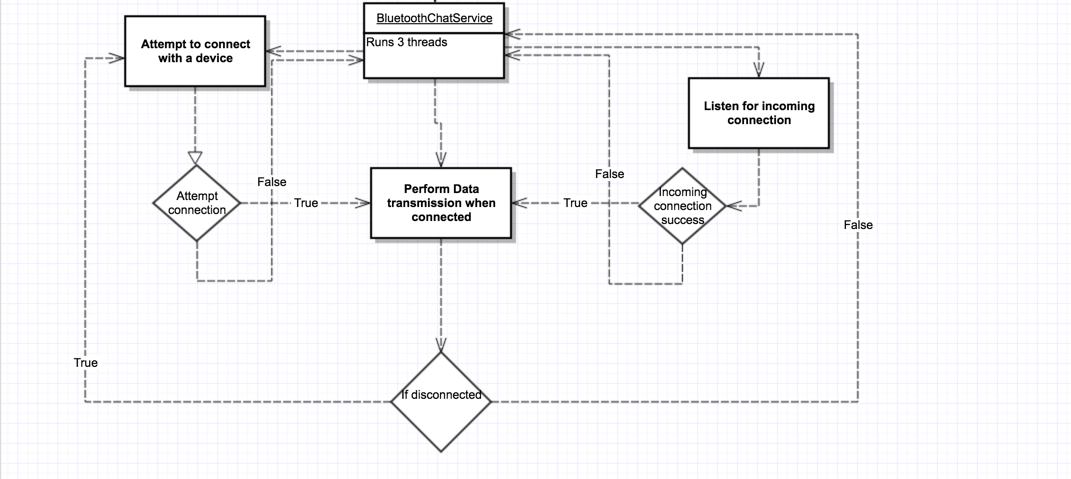 BluetoothChatService
Runs 3 threads
Attempt to connect
with a device
Listen for incoming
connection
False
False
Attempt
connection
True
Perform Data
transmission when
connected
True
Incoming
connection
success
False
True
If disconnected